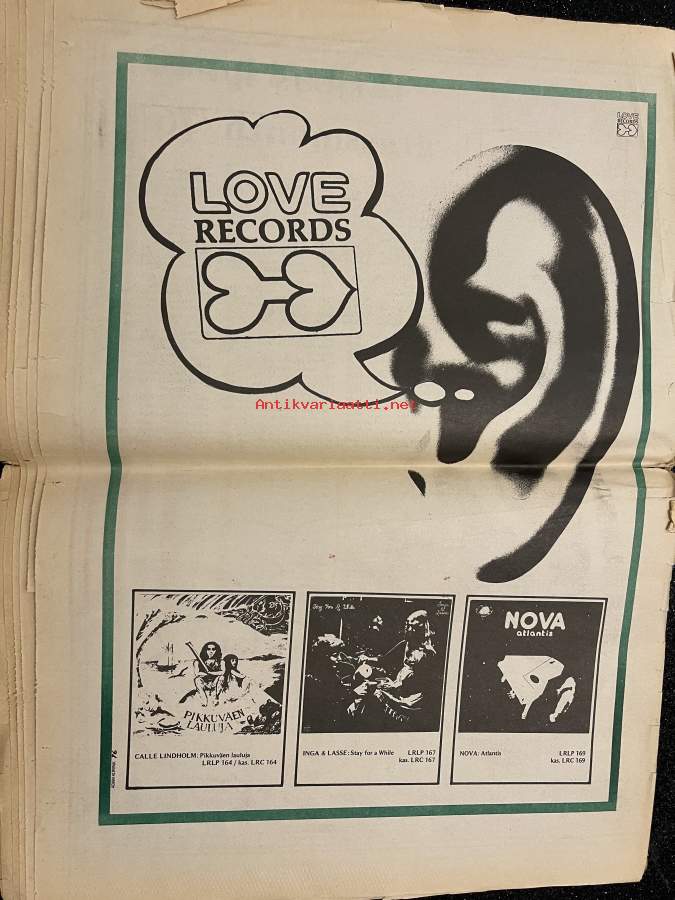 LOVE
RECORDS
LOVE
RECORDS
Antikvariaatti.net
PIKKUVÄEN
LAULUJA
Stay For A While
NOVA
atlantis
CALLE LINDHOLM: Pikkuväen lauluja
LRLP 164 / kas. LRC 164
INGA & LASSE: Stay for a While LRLP 167
kas. LRC 167
NOVA: Atlantis LRLP 169
kas. LRC 169
76